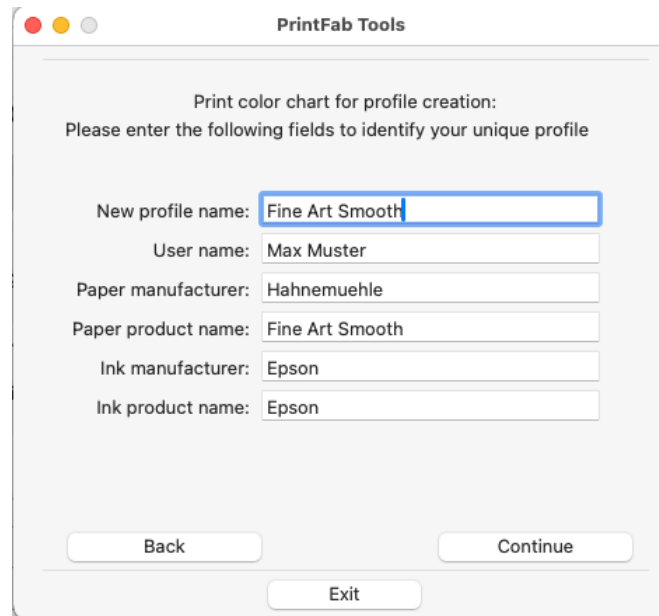 PrintFab Tools
Print color chart for profile creation:
Please enter the following fields to identify your unique profile
New profile name: Fine Art Smooth
User name: Max Muster
Paper manufacturer: Hahnemuehle
Paper product name: Fine Art Smooth
Ink manufacturer: Epson
Ink product name: Epson
Back Continue
Exit